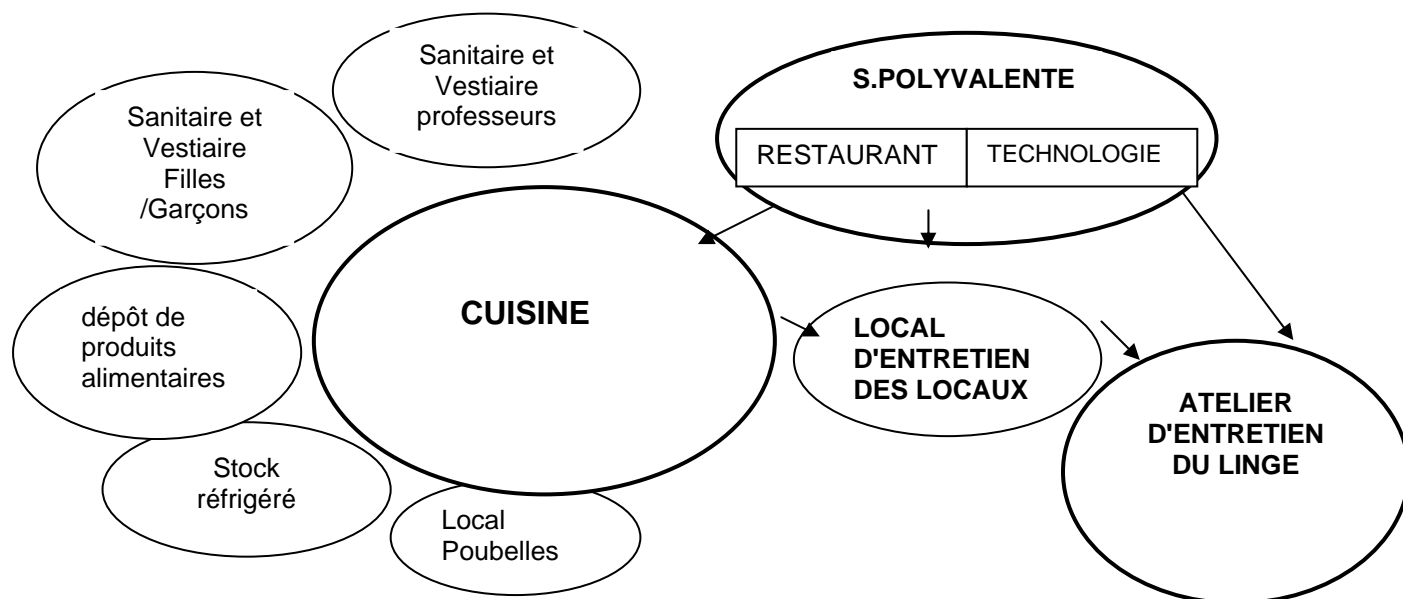 Sanitaire et
Vestiaire
professeurs
S.POLYVALENTE
RESTAURANT
TECHNOLOGIE
Sanitaire et
Vestiaire
Filles
/Garçons
CUISINE
dépôt de
produits
alimentaires
LOCAL
D'ENTRETIEN
DES LOCAUX
ATELIER
D'ENTRETIEN
DU LINGE
Stock
réfrigéré
Local
Poubelles